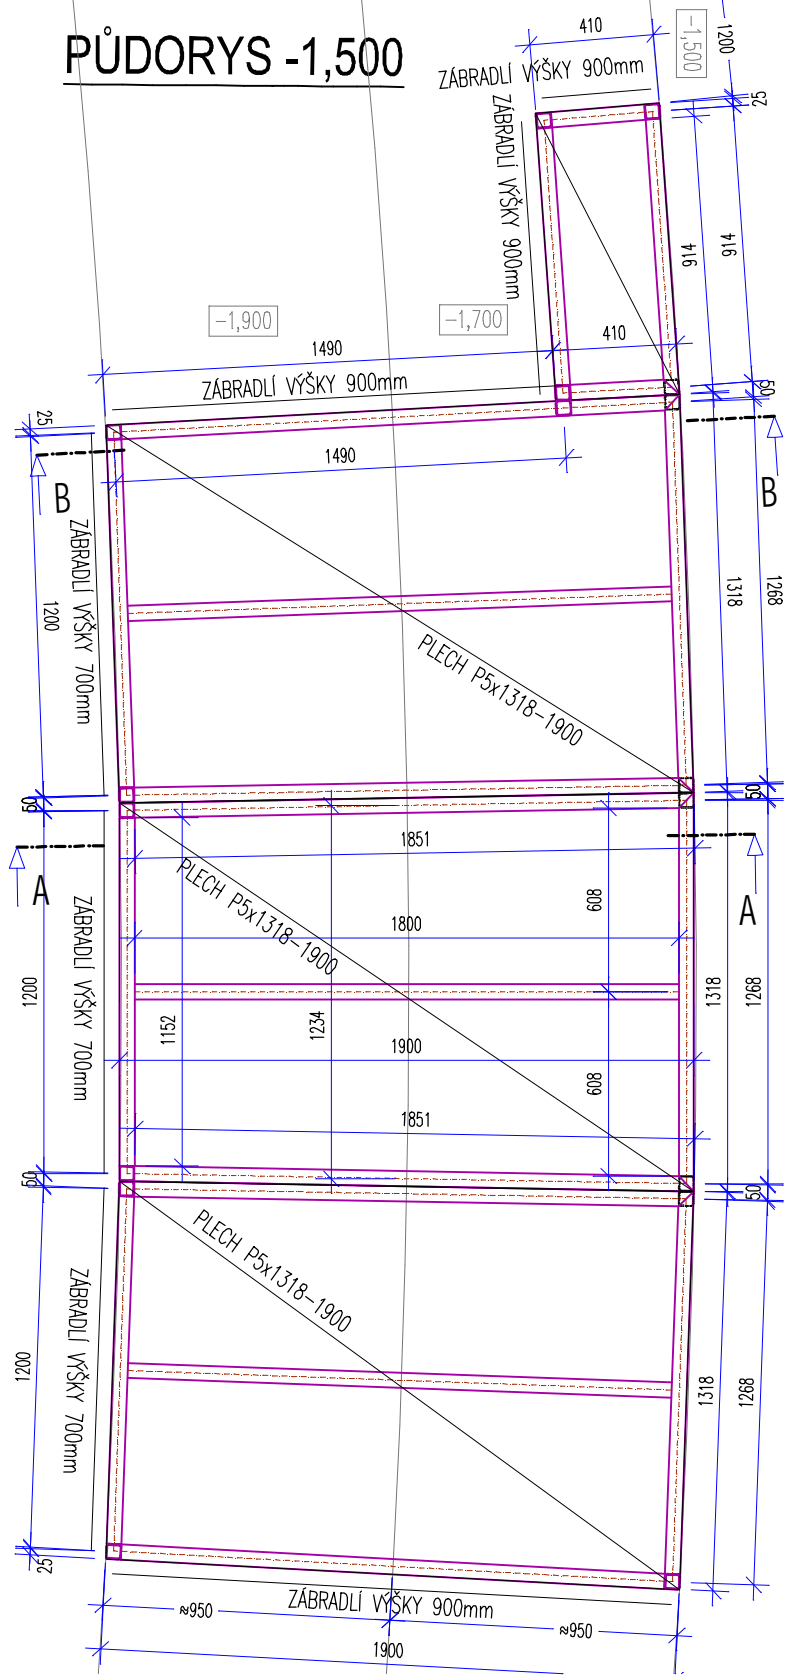 PŮDORYS -1,500
410
-1,500
1200
ZÁBRADLÍ VÝŠKY 900mm
25
ZÁBRADLÍ VÝŠKY 900mm
914
914
-1,900
-1,700
1490
410
ZÁBRADLÍ VÝŠKY 900mm
50
25
1490
B
B
ZÁBRADLÍ VÝŠKY 700mm
1200
1318
1268
PLECH P5x1318-1900
50
50
1851
A
A
PLECH P5x1318-1900
608
ZÁBRADLÍ VÝŠKY 700mm
1800
1200
1152
1234
1318
1268
1900
608
1851
50
50
PLECH P5x1318-1900
ZÁBRADLÍ VÝŠKY 700mm
1200
1318
1268
25
ZÁBRADLÍ VÝŠKY 900mm
≈950
≈950
1900